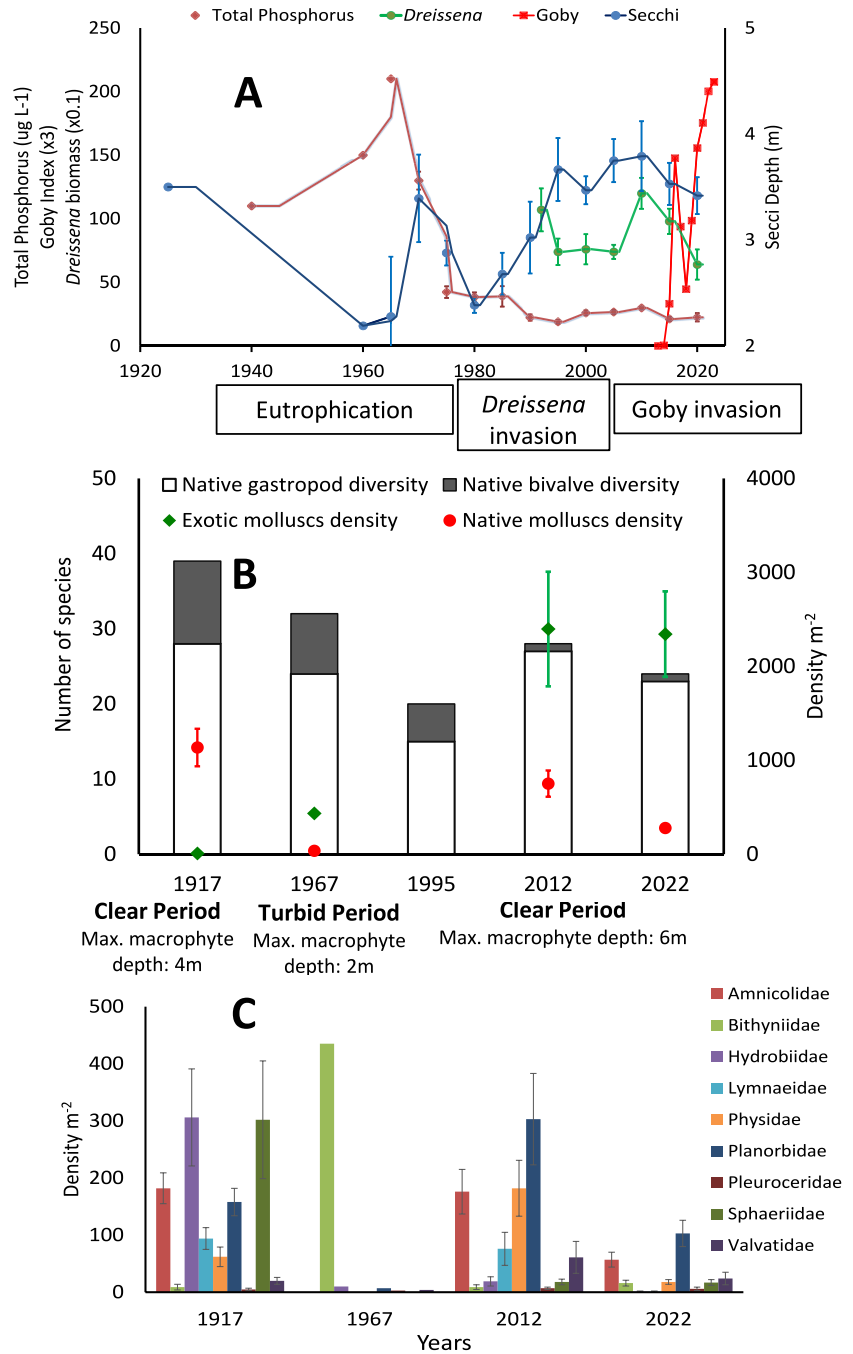 Total Phosphorus Dreissena Goby Secchi
A
Total Phosphorus (ug L-1)
Goby Index (x3)
Dreissena biomass (x0.1)
250
200
150
100
50
0
5
4
3
2
Secci Depth (m)
1920 1940 1960 1980 2000 2020
Eutrophication
Dreissena
invasion
Goby invasion
Native gastropod diversity Native bivalve diversity
Exotic molluscs density Native molluscs density
B
Number of species
50
40
30
20
10
0
4000
3000
2000
1000
0
Density m-2
1917 1967 1995 2012 2022
Clear Period
Max. macrophyte
depth: 4m
Turbid Period
Max. macrophyte
depth: 2m
Clear Period
Max. macrophyte depth: 6m
C
Density m-2
500
400
300
200
100
0
Amnicolidae
Bithyniidae
Hydrobiidae
Lymnaeidae
Physidae
Planorbidae
Pleuroceridae
Sphaeriidae
Valvatidae
1917 1967 2012 2022
Years